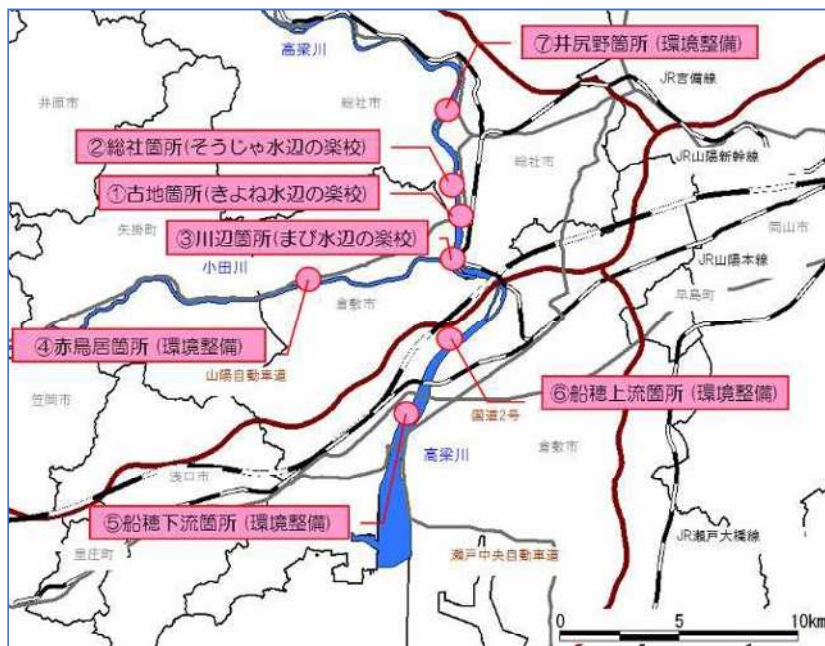 ⑦井尻野箇所 (環境整備)
高梁川
JR吉備線
井原市
総社市
②総社箇所(そうじゃ水辺の楽校)
総社市
JR山陽新幹線
①古地箇所(きよね水辺の楽校)
矢掛町
岡山市
③川辺箇所(まび水辺の楽校)
小田川
JR山陽本線
倉敷市
早島町
④赤鳥居箇所 (環境整備)
山陽自動車道
⑥船穂上流箇所 (環境整備)
笠岡市
国道2号
倉敷市
高梁川
浅口市
⑤船穂下流箇所 (環境整備)
里庄町
瀬戸中央自動車道
JR瀬戸大橋線
0 5 10km